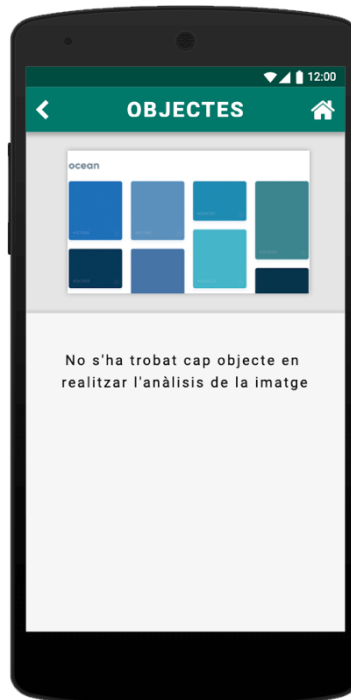 12:00
OBJECTES
ocean
No s'ha trobat cap objecte en
realitzar l'anàlisis de la imatge